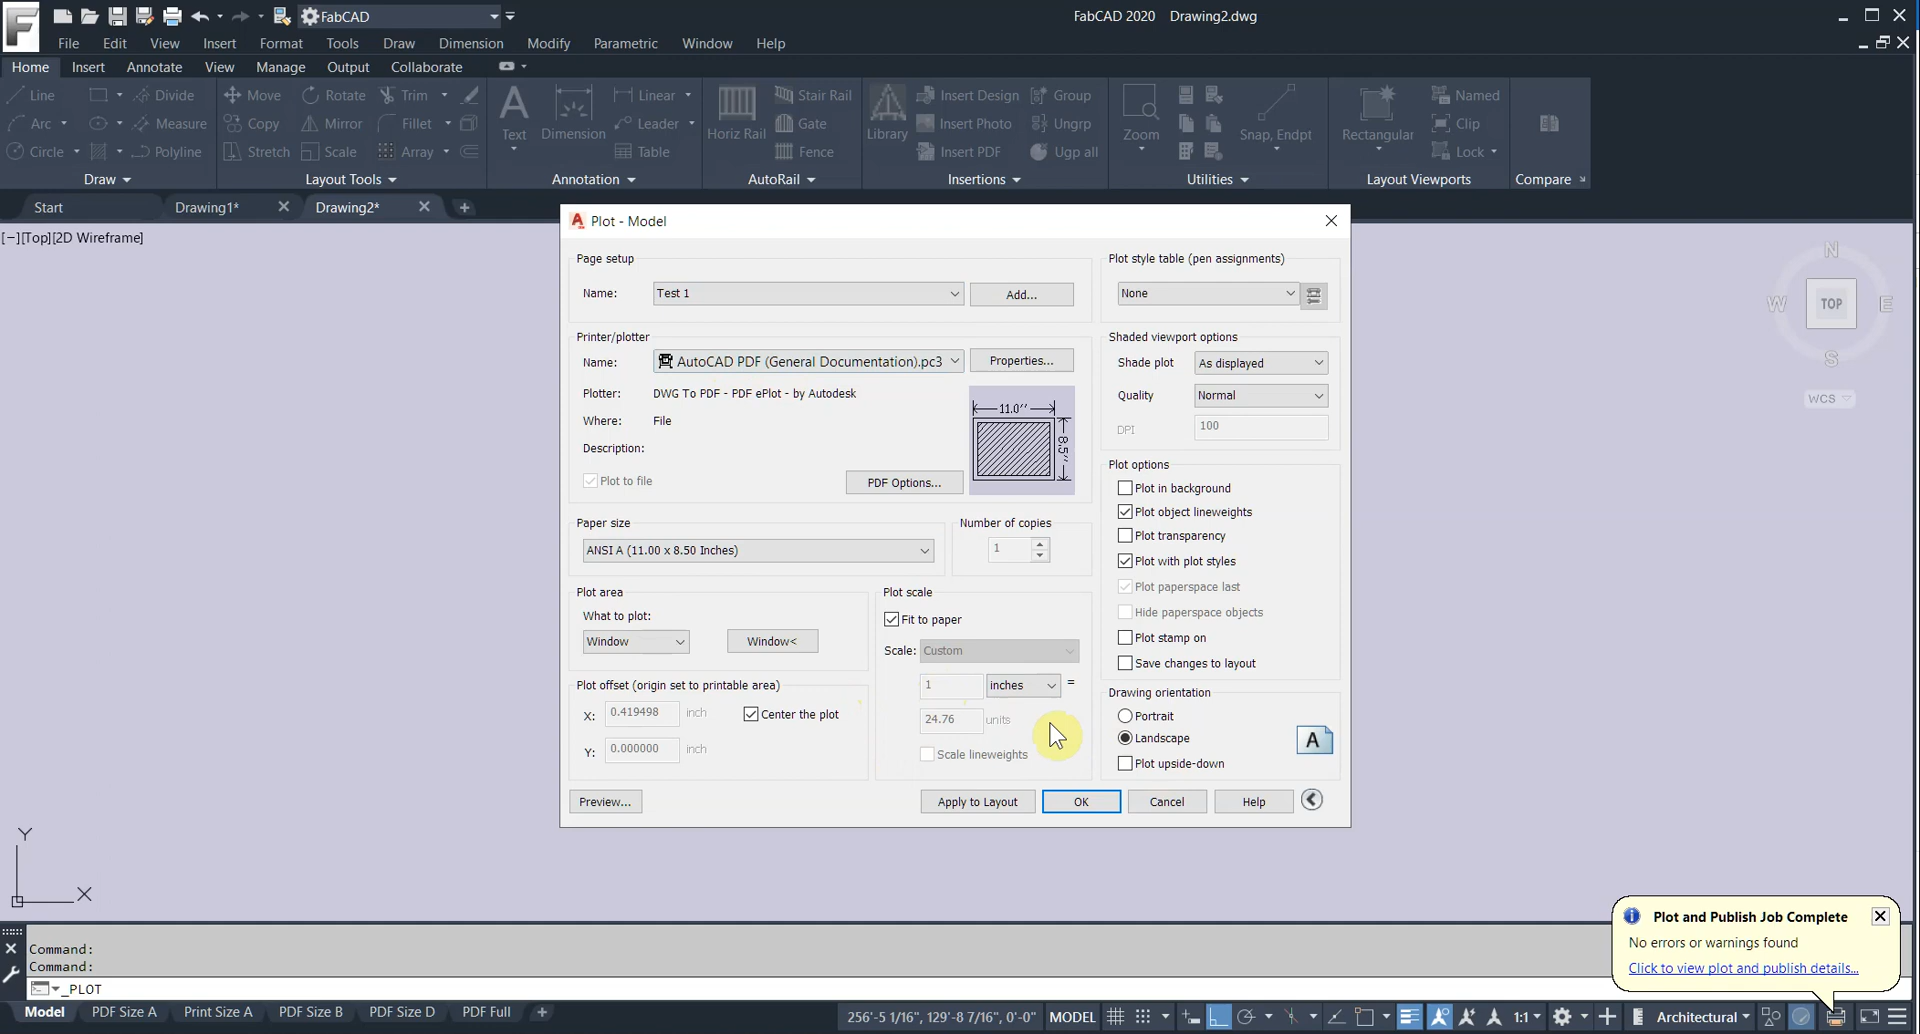 FabCAD
FabCAD 2020 Drawing2.dwg
File Edit View Insert Format Tools Draw Dimension Modify Parametric Window Help
Home Insert Annotate View Manage Output Collaborate
Line Divide Move Rotate Trim Linear Stair Rail Insert Design Group Named
Arc Measure Copy Mirror Fillet Text Dimension Leader Horiz Rail Gate Library Insert Photo Ungrp Zoom Snap, Endpt Rectangular Clip
Circle Polyline Stretch Scale Array Table Fence Insert PDF Ugp all Lock
Draw Layout Tools Annotation AutoRail Insertions Utilities Layout Viewports Compare
Start Drawing1* Drawing2*
[−][Top][2D Wireframe]
N
W TOP E
S
WCS
Plot - Model
Page setup
Name: Test 1 Add...
Plot style table (pen assignments)
None
Printer/plotter
Name: AutoCAD PDF (General Documentation).pc3 Properties...
Plotter: DWG To PDF - PDF ePlot - by Autodesk
Where: File
Description:
Plot to file PDF Options...
11.0''
8.5''
Shaded viewport options
Shade plot As displayed
Quality Normal
DPI 100
Paper size
ANSI A (11.00 x 8.50 Inches)
Number of copies
1
Plot options
Plot in background
Plot object lineweights
Plot transparency
Plot with plot styles
Plot paperspace last
Hide paperspace objects
Plot stamp on
Save changes to layout
Plot area
What to plot:
Window Window<
Plot scale
Fit to paper
Scale: Custom
1 inches =
24.76 units
Scale lineweights
Plot offset (origin set to printable area)
X: 0.419498 inch Center the plot
Y: 0.000000 inch
Drawing orientation
Portrait
Landscape
Plot upside-down
A
Preview... Apply to Layout OK Cancel Help
Y
X
Plot and Publish Job Complete
No errors or warnings found
Click to view plot and publish details...
Command:
Command:
_PLOT
Model PDF Size A Print Size A PDF Size B PDF Size D PDF Full
256'-5 1/16", 129'-8 7/16", 0'-0" MODEL 1:1 Architectural